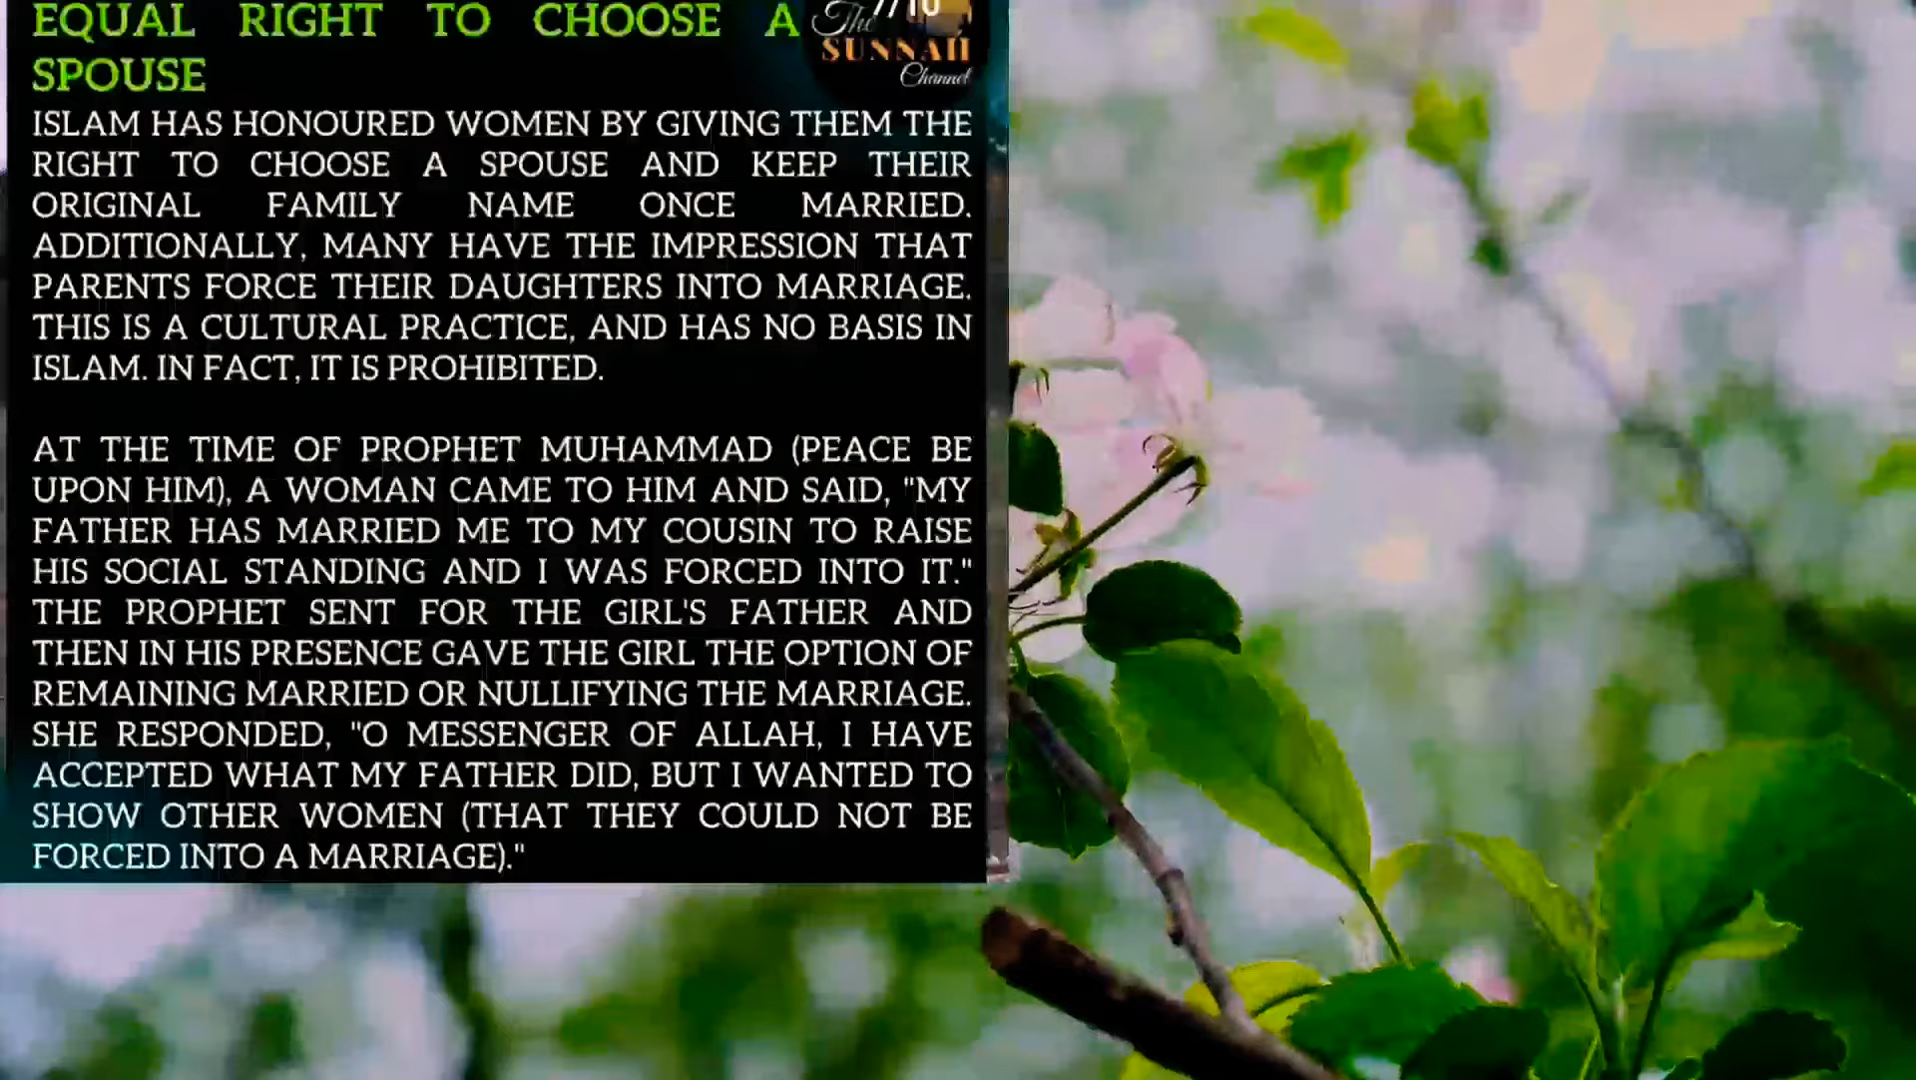 EQUAL RIGHT TO CHOOSE A
SPOUSE
The
SUNNAH
Channel
ISLAM HAS HONOURED WOMEN BY GIVING THEM THE
RIGHT TO CHOOSE A SPOUSE AND KEEP THEIR
ORIGINAL FAMILY NAME ONCE MARRIED.
ADDITIONALLY, MANY HAVE THE IMPRESSION THAT
PARENTS FORCE THEIR DAUGHTERS INTO MARRIAGE.
THIS IS A CULTURAL PRACTICE, AND HAS NO BASIS IN
ISLAM. IN FACT, IT IS PROHIBITED.
AT THE TIME OF PROPHET MUHAMMAD (PEACE BE
UPON HIM), A WOMAN CAME TO HIM AND SAID, "MY
FATHER HAS MARRIED ME TO MY COUSIN TO RAISE
HIS SOCIAL STANDING AND I WAS FORCED INTO IT."
THE PROPHET SENT FOR THE GIRL'S FATHER AND
THEN IN HIS PRESENCE GAVE THE GIRL THE OPTION OF
REMAINING MARRIED OR NULLIFYING THE MARRIAGE.
SHE RESPONDED, "O MESSENGER OF ALLAH, I HAVE
ACCEPTED WHAT MY FATHER DID, BUT I WANTED TO
SHOW OTHER WOMEN (THAT THEY COULD NOT BE
FORCED INTO A MARRIAGE)."